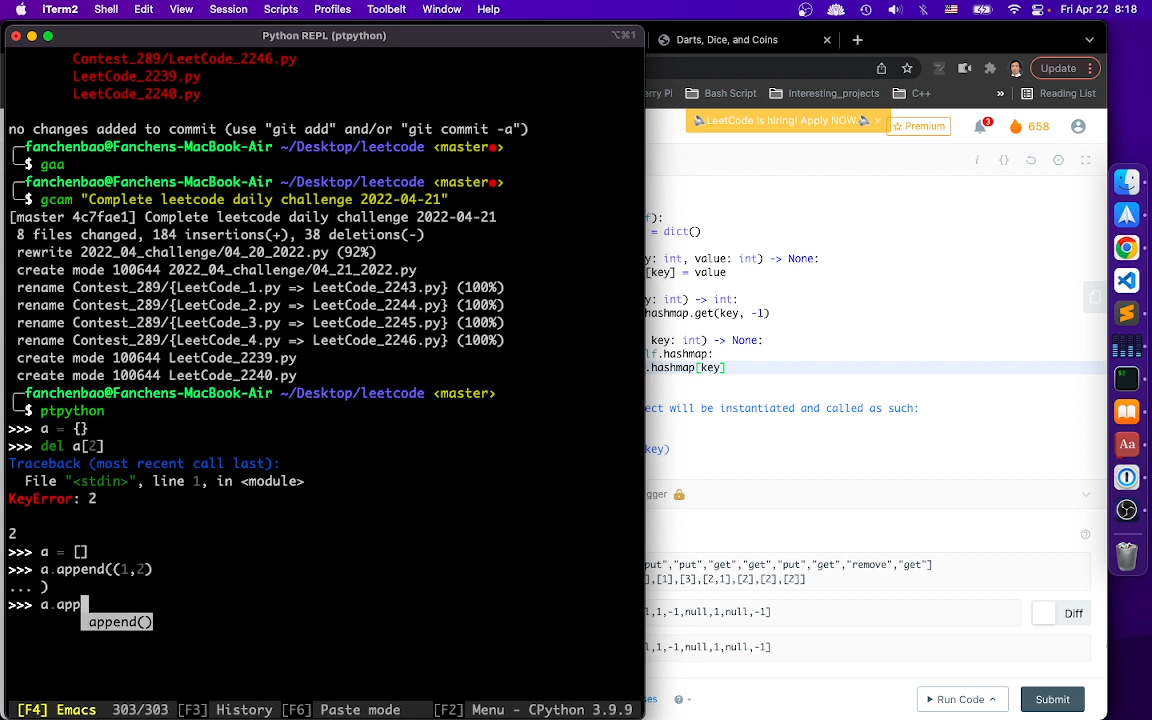 iTerm2 Shell Edit View Session Scripts Profiles Toolbelt Window Help Fri Apr 22 8:18
Python REPL (ptpython) ⌥⌘1
Contest_289/LeetCode_2246.py
LeetCode_2239.py
LeetCode_2240.py
no changes added to commit (use "git add" and/or "git commit -a")
fanchenbao@Fanchens-MacBook-Air ~/Desktop/leetcode ‹master●›
$ gaa
fanchenbao@Fanchens-MacBook-Air ~/Desktop/leetcode ‹master●›
$ gcam "Complete leetcode daily challenge 2022-04-21"
[master 4c7fae1] Complete leetcode daily challenge 2022-04-21
8 files changed, 184 insertions(+), 38 deletions(-)
rewrite 2022_04_challenge/04_20_2022.py (92%)
create mode 100644 2022_04_challenge/04_21_2022.py
rename Contest_289/{LeetCode_1.py => LeetCode_2243.py} (100%)
rename Contest_289/{LeetCode_2.py => LeetCode_2244.py} (100%)
rename Contest_289/{LeetCode_3.py => LeetCode_2245.py} (100%)
rename Contest_289/{LeetCode_4.py => LeetCode_2246.py} (100%)
create mode 100644 LeetCode_2239.py
create mode 100644 LeetCode_2240.py
fanchenbao@Fanchens-MacBook-Air ~/Desktop/leetcode ‹master›
$ ptpython
>>> a = {}
>>> del a[2]
Traceback (most recent call last):
File "<stdin>", line 1, in <module>
KeyError: 2
2
>>> a = []
>>> a.append((1,2)
... )
>>> a.app
append()
[F4] Emacs 303/303 [F3] History [F6] Paste mode [F2] Menu - CPython 3.9.9
Darts, Dice, and Coins
Update
erry Pi Bash Script Interesting_projects C++ » Reading List
LeetCode is hiring! Apply NOW. × Premium 3 658
f):
= dict()
y: int, value: int) -> None:
[key] = value
y: int) -> int:
hashmap.get(key, -1)
key: int) -> None:
lf.hashmap:
.hashmap[key]
ect will be instantiated and called as such:
key)
gger
put","put","get","get","put","get","remove","get"]
],[1],[3],[2,1],[2],[2],[2]]
l,1,-1,null,1,null,-1]
Diff
l,1,-1,null,1,null,-1]
ses Run Code Submit
Aa